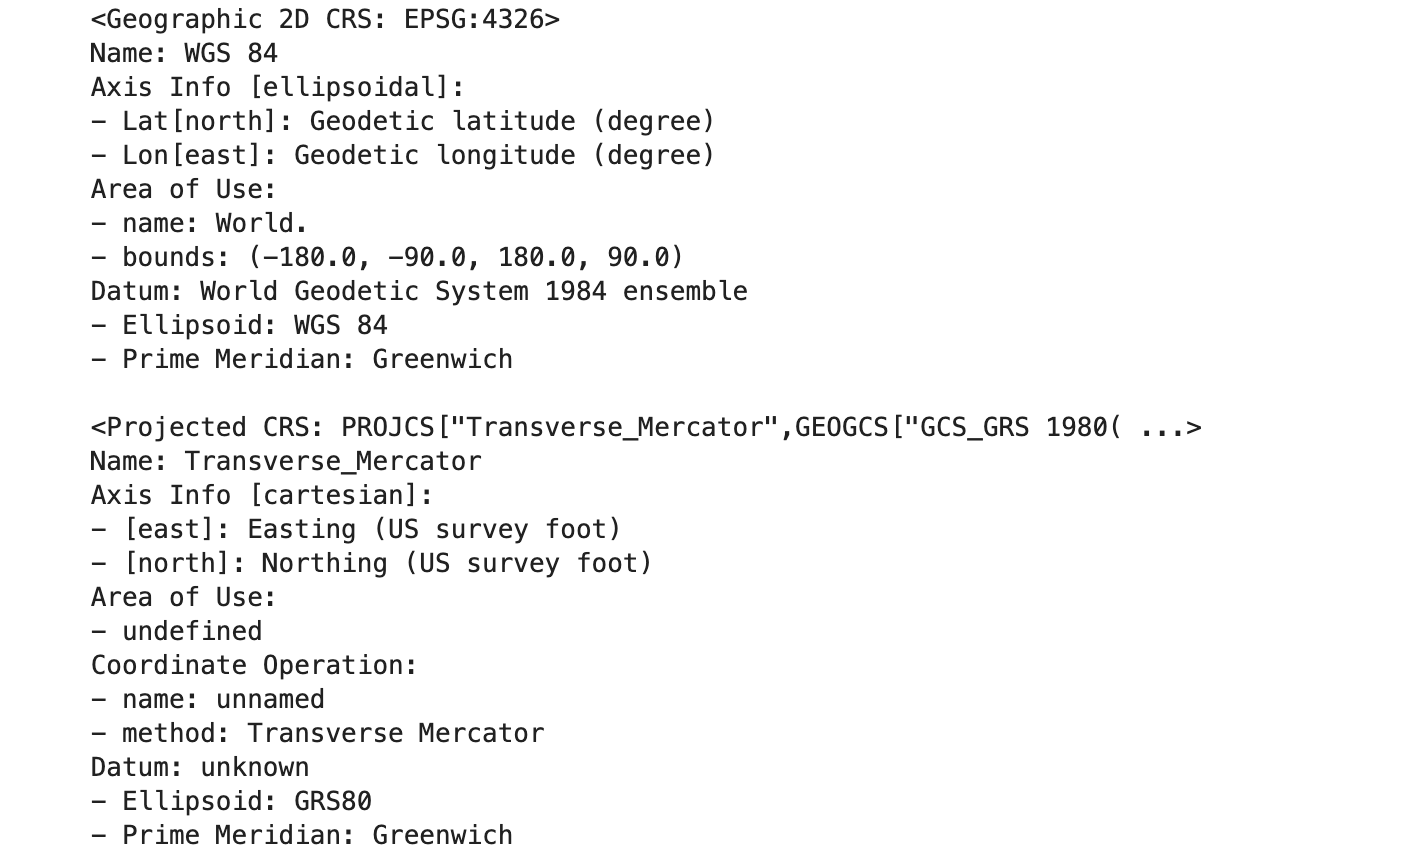 <Geographic 2D CRS: EPSG:4326>
Name: WGS 84
Axis Info [ellipsoidal]:
- Lat[north]: Geodetic latitude (degree)
- Lon[east]: Geodetic longitude (degree)
Area of Use:
- name: World.
- bounds: (-180.0, -90.0, 180.0, 90.0)
Datum: World Geodetic System 1984 ensemble
- Ellipsoid: WGS 84
- Prime Meridian: Greenwich

<Projected CRS: PROJCS["Transverse_Mercator",GEOGCS["GCS_GRS 1980( ...>
Name: Transverse_Mercator
Axis Info [cartesian]:
- [east]: Easting (US survey foot)
- [north]: Northing (US survey foot)
Area of Use:
- undefined
Coordinate Operation:
- name: unnamed
- method: Transverse Mercator
Datum: unknown
- Ellipsoid: GRS80
- Prime Meridian: Greenwich